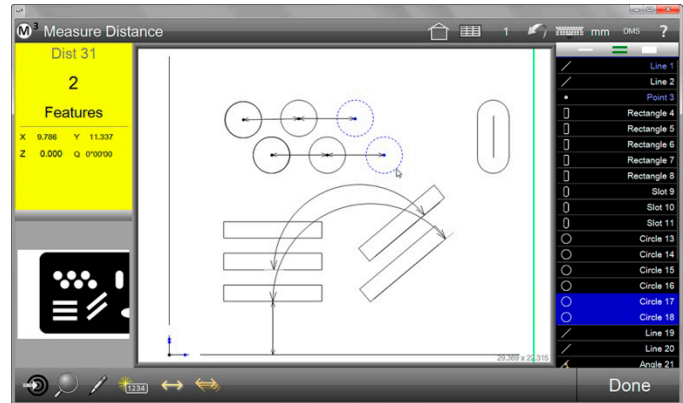 M3 Measure Distance
1
mm
DMS
?
Dist 31
2
Features
X 9.786 Y 11.337
Z 0.000 Q 0°00'00
Line 1
Line 2
Point 3
Rectangle 4
Rectangle 5
Rectangle 6
Rectangle 7
Rectangle 8
Slot 9
Slot 10
Slot 11
Circle 13
Circle 14
Circle 15
Circle 16
Circle 17
Circle 18
Line 19
Line 20
Angle 21
29.369 x 22.315
1234
Done